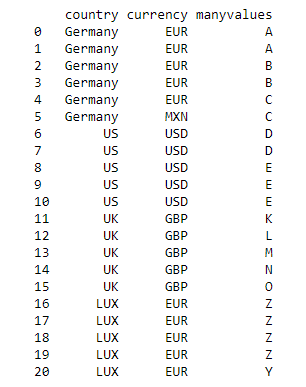 country currency manyvalues
0 Germany EUR A
1 Germany EUR A
2 Germany EUR B
3 Germany EUR B
4 Germany EUR C
5 Germany MXN C
6 US USD D
7 US USD D
8 US USD E
9 US USD E
10 US USD E
11 UK GBP K
12 UK GBP L
13 UK GBP M
14 UK GBP N
15 UK GBP O
16 LUX EUR Z
17 LUX EUR Z
18 LUX EUR Z
19 LUX EUR Z
20 LUX EUR Y